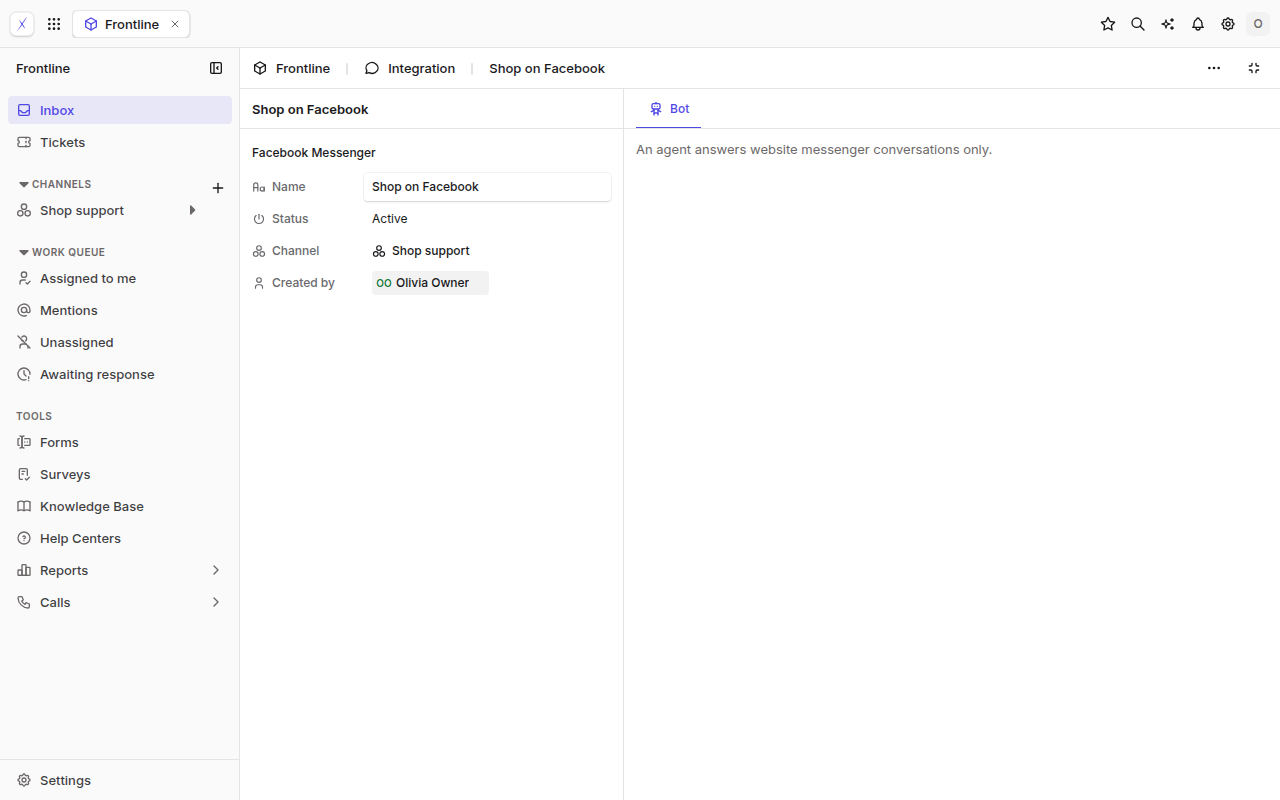 Frontline
O
Frontline
Frontline
Integration
Shop on Facebook
Inbox
Tickets
CHANNELS
Shop support
WORK QUEUE
Assigned to me
Mentions
Unassigned
Awaiting response
TOOLS
Forms
Surveys
Knowledge Base
Help Centers
Reports
Calls
Settings
Shop on Facebook
Facebook Messenger
Name
Shop on Facebook
Status
Active
Channel
Shop support
Created by
OO Olivia Owner
Bot
An agent answers website messenger conversations only.